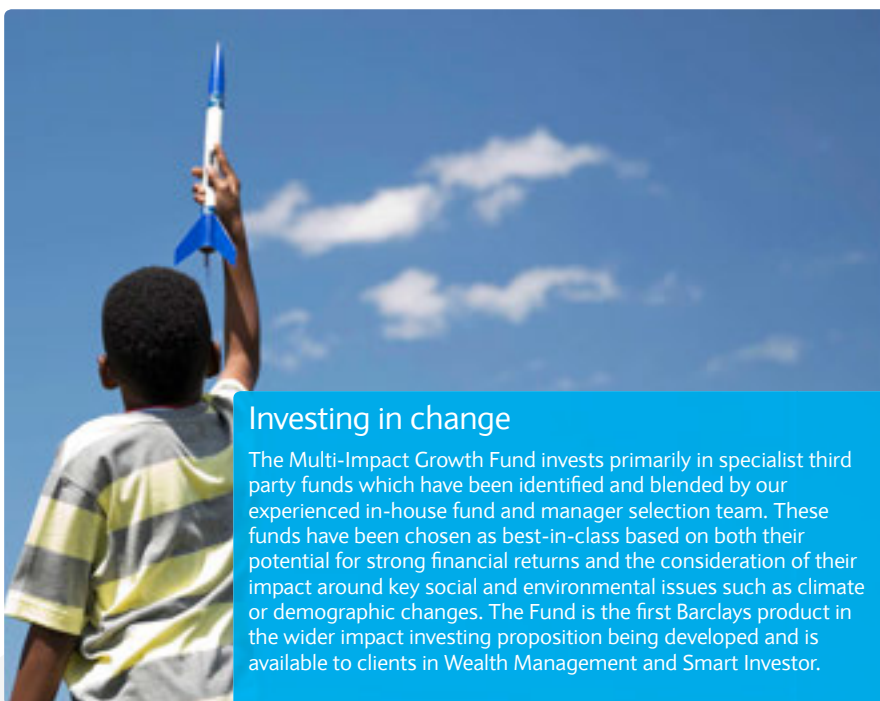 Investing in change
The Multi-Impact Growth Fund invests primarily in specialist third
party funds which have been identified and blended by our
experienced in-house fund and manager selection team. These
funds have been chosen as best-in-class based on both their
potential for strong financial returns and the consideration of their
impact around key social and environmental issues such as climate
or demographic changes. The Fund is the first Barclays product in
the wider impact investing proposition being developed and is
available to clients in Wealth Management and Smart Investor.